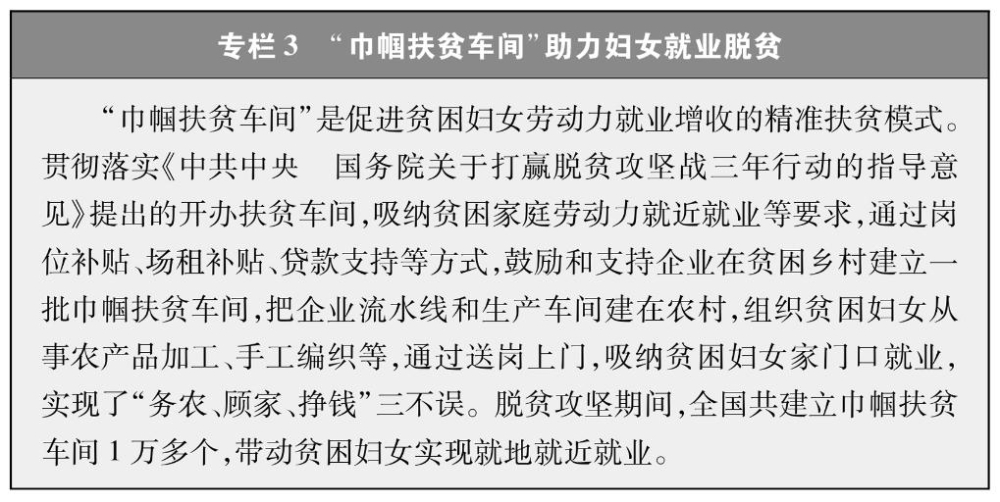 专栏3　“巾帼扶贫车间”助力妇女就业脱贫
“巾帼扶贫车间”是促进贫困妇女劳动力就业增收的精准扶贫模式。
贯彻落实《中共中央　国务院关于打赢脱贫攻坚战三年行动的指导意
见》提出的开办扶贫车间，吸纳贫困家庭劳动力就近就业等要求，通过岗
位补贴、场租补贴、贷款支持等方式，鼓励和支持企业在贫困乡村建立一
批巾帼扶贫车间，把企业流水线和生产车间建在农村，组织贫困妇女从
事农产品加工、手工编织等，通过送岗上门，吸纳贫困妇女家门口就业，
实现了“务农、顾家、挣钱”三不误。脱贫攻坚期间，全国共建立巾帼扶贫
车间1万多个，带动贫困妇女实现就地就近就业。